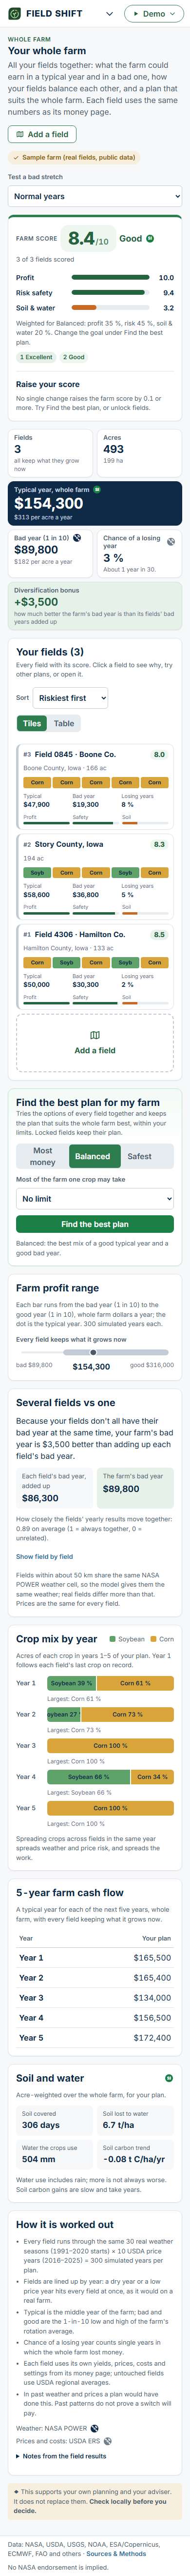 FIELD SHIFT
Demo
WHOLE FARM
Your whole farm
All your fields together: what the farm could
earn in a typical year and in a bad one, how
your fields balance each other, and a plan that
suits the whole farm. Each field uses the same
numbers as its money page.
Add a field
Sample farm (real fields, public data)
Test a bad stretch
Normal years
FARM SCORE 8.4/10 Good
3 of 3 fields scored
Profit 10.0
Risk safety 9.4
Soil & water 3.2
Weighted for Balanced: profit 35 %, risk 45 %, soil &
water 20 %. Change the goal under Find the best
plan.
1 Excellent 2 Good
Raise your score
No single change raises the farm score by 0.1 or
more. Try Find the best plan, or unlock fields.
Fields
3
all keep what they grow
now
Acres
493
199 ha
Typical year, whole farm
$154,300
$313 per acre a year
Bad year (1 in 10)
$89,800
$182 per acre a year
Chance of a losing
year
3 %
About 1 year in 30.
Diversification bonus
+$3,500
how much better the farm's bad year is than its fields' bad
years added up
Your fields (3)
Every field with its score. Click a field to see why, try
other plans, or open it.
Sort Riskiest first
Tiles Table
#3 Field 0845 · Boone Co. 8.0
Boone County, Iowa · 166 ac
Corn Corn Corn Corn Corn
Typical Bad year Losing years
$47,900 $19,300 8 %
Profit Safety Soil
#2 Story County, Iowa 8.3
194 ac
Soyb Corn Corn Soyb Corn
Typical Bad year Losing years
$58,600 $36,800 5 %
Profit Safety Soil
#1 Field 4306 · Hamilton Co. 8.5
Hamilton County, Iowa · 133 ac
Corn Soyb Corn Soyb Corn
Typical Bad year Losing years
$50,000 $30,300 2 %
Profit Safety Soil
Add a field
Find the best plan for my farm
Tries the options of every field together and keeps
the plan that suits the whole farm best, within your
limits. Locked fields keep their plan.
Most
money
Balanced
Safest
Most of the farm one crop may take
No limit
Find the best plan
Balanced: the best mix of a good typical year and a
good bad year.
Farm profit range
Each bar runs from the bad year (1 in 10) to the
good year (1 in 10), whole farm dollars a year; the
dot is the typical year. 300 simulated years each.
Every field keeps what it grows now
bad $89,800 $154,300 good $316,000
Several fields vs one
Because your fields don't all have their
bad year at the same time, your farm's bad
year is $3,500 better than adding up each
field's bad year.
Each field's bad year,
added up
$86,300
The farm's bad year
$89,800
How closely the fields' yearly results move together:
0.89 on average (1 = always together, 0 =
unrelated).
Show field by field
Fields within about 50 km share the same NASA
POWER weather cell, so the model gives them the
same weather; real fields differ more than that.
Prices are the same for every field.
Crop mix by year
Soybean Corn
Acres of each crop in years 1–5 of your plan. Year 1
follows each field's last crop on record.
Year 1 Soybean 39 % Corn 61 %
Largest: Corn 61 %
Year 2 Corn 73 %
Largest: Corn 73 %
Year 3 Corn 100 %
Largest: Corn 100 %
Year 4 Soybean 66 % Corn 34 %
Largest: Soybean 66 %
Year 5 Corn 100 %
Largest: Corn 100 %
Spreading crops across fields in the same year
spreads weather and price risk, and spreads the
work.
5-year farm cash flow
A typical year for each of the next five years, whole
farm, with every field keeping what it grows now.
Year Your plan
Year 1 $165,500
Year 2 $165,400
Year 3 $134,000
Year 4 $156,500
Year 5 $172,400
Soil and water
Acre-weighted over the whole farm, for your plan.
Soil covered
306 days
Soil lost to water
6.7 t/ha
Water the crops use
504 mm
Soil carbon trend
-0.08 t C/ha/yr
Water use includes rain; more is not always worse.
Soil carbon gains are slow and take years.
How it is worked out
• Every field runs through the same 30 real weather
seasons (1991–2020 starts) × 10 USDA price
years (2016–2025) = 300 simulated years per
plan.
• Fields are lined up by year: a dry year or a low
price year hits every field at once, as it would on a
real farm.
• Typical is the middle year of the farm; bad and
good are the 1-in-10 low and high of the farm's
rotation average.
• Chance of a losing year counts single years in
which the whole farm lost money.
• Each field uses its own yields, prices, costs and
settings from its money page; untouched fields
use USDA regional averages.
• In past weather and prices a plan would have
done this. Past patterns do not prove a switch will
pay.
Weather: NASA POWER
Prices and costs: USDA ERS
Notes from the field results
This supports your own planning and your adviser.
It does not replace them. Check locally before you
decide.
Data: NASA, USDA, USGS, NOAA, ESA/Copernicus,
ECMWF, FAO and others · Sources & Methods
No NASA endorsement is implied.